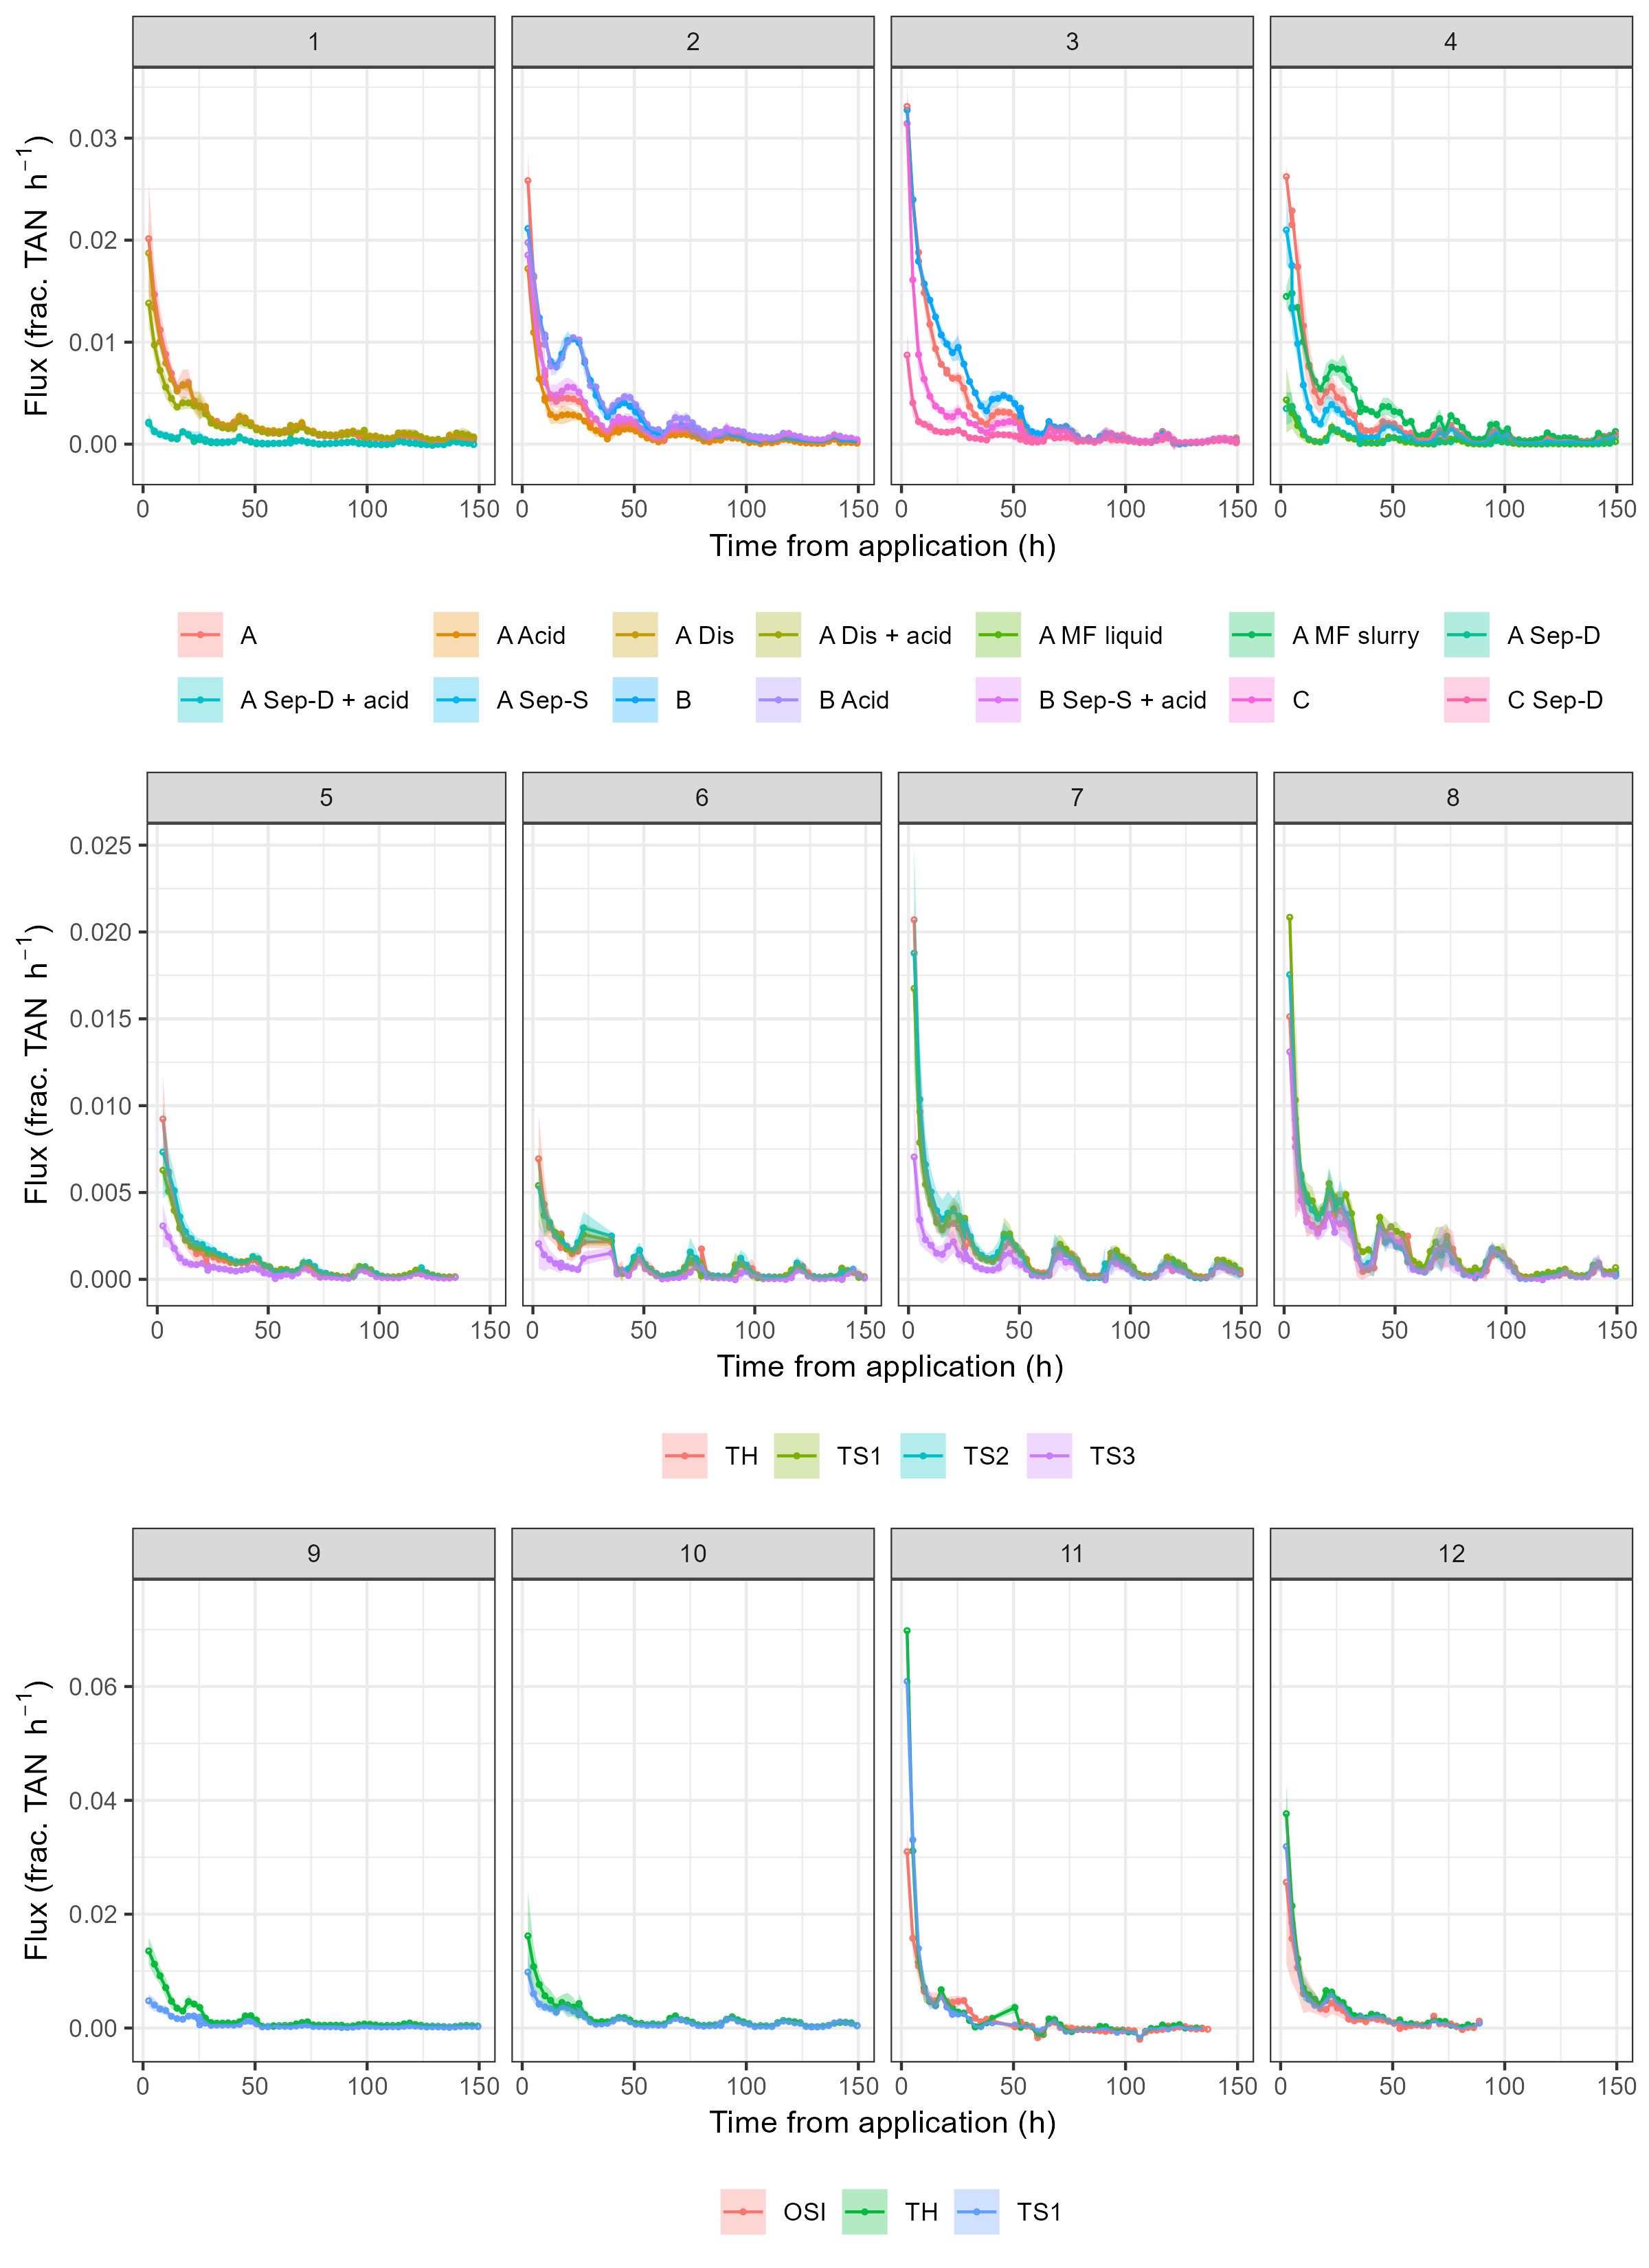 1 2 3 4
Flux (frac. TAN h⁻¹)
0.03
0.02
0.01
0.00
0 50 100 150 0 50 100 150 0 50 100 150 0 50 100 150
Time from application (h)
A A Acid A Dis A Dis + acid A MF liquid A MF slurry A Sep-D
A Sep-D + acid A Sep-S B B Acid B Sep-S + acid C C Sep-D
5 6 7 8
Flux (frac. TAN h⁻¹)
0.025
0.020
0.015
0.010
0.005
0.000
0 50 100 150 0 50 100 150 0 50 100 150 0 50 100 150
Time from application (h)
TH TS1 TS2 TS3
9 10 11 12
Flux (frac. TAN h⁻¹)
0.06
0.04
0.02
0.00
0 50 100 150 0 50 100 150 0 50 100 150 0 50 100 150
Time from application (h)
OSI TH TS1